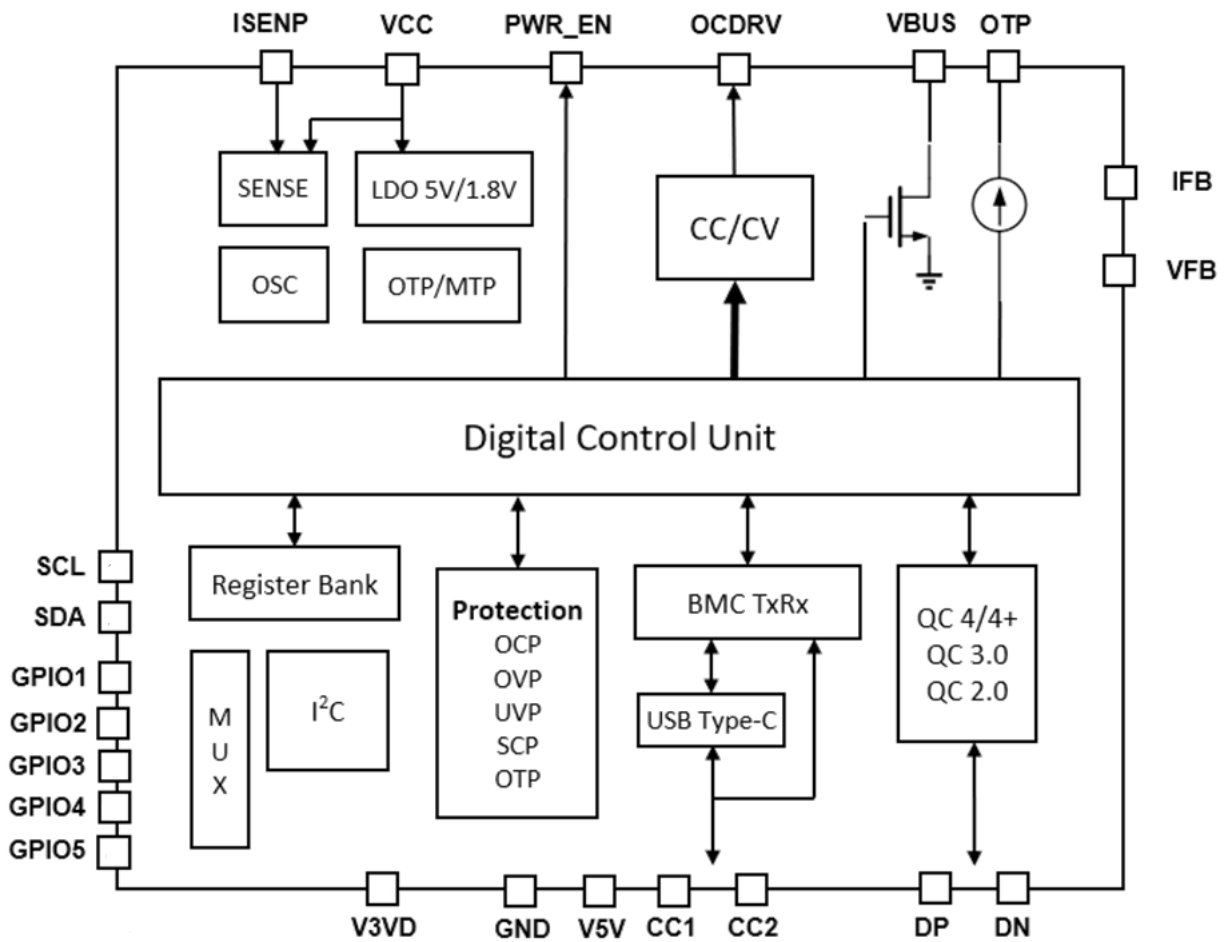 ISENP
VCC
PWR_EN
OCDRV
VBUS
OTP
SENSE
LDO 5V/1.8V
CC/CV
IFB
VFB
OSC
OTP/MTP
Digital Control Unit
SCL
SDA
GPIO1
GPIO2
GPIO3
GPIO4
GPIO5
Register Bank
M
U
X
I²C
Protection
OCP
OVP
UVP
SCP
OTP
BMC TxRx
USB Type-C
QC 4/4+
QC 3.0
QC 2.0
V3VD
GND
V5V
CC1
CC2
DP
DN